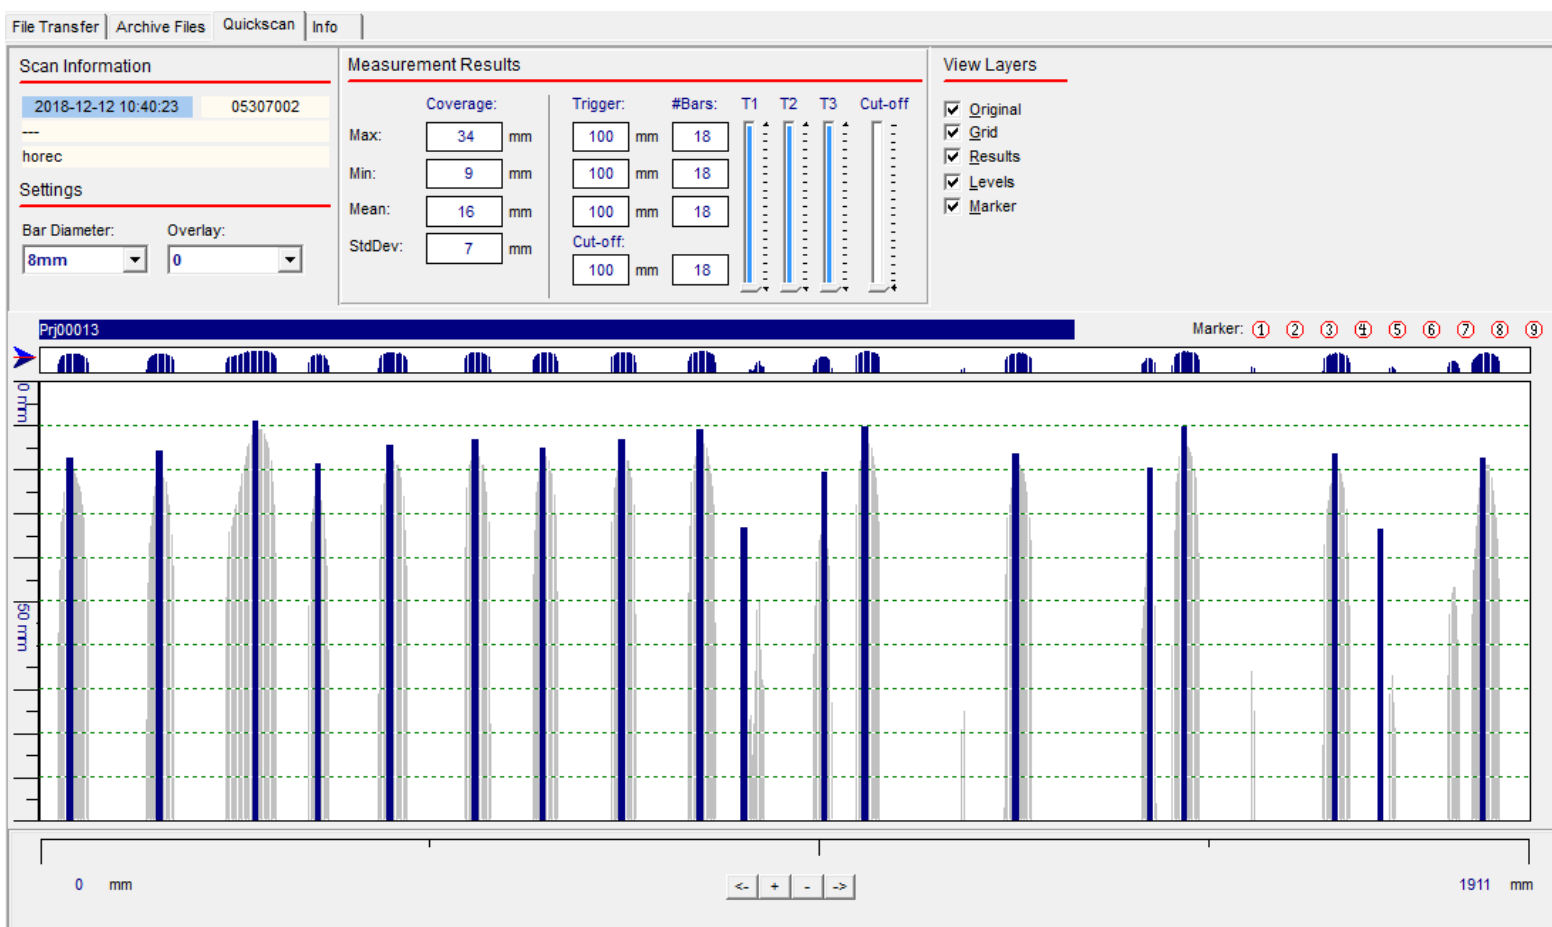 File Transfer Archive Files Quickscan Info
Scan Information
2018-12-12 10:40:23 05307002
---
horec
Settings
Bar Diameter: Overlay:
8mm 0
Measurement Results
Coverage: Trigger: #Bars: T1 T2 T3 Cut-off
Max: 34 mm 100 mm 18
Min: 9 mm 100 mm 18
Mean: 16 mm 100 mm 18
StdDev: 7 mm
Cut-off:
100 mm 18
View Layers
Original
Grid
Results
Levels
Marker
Prj00013 Marker: 1 2 3 4 5 6 7 8 9
0 mm
50 mm
0 mm <- + - -> 1911 mm